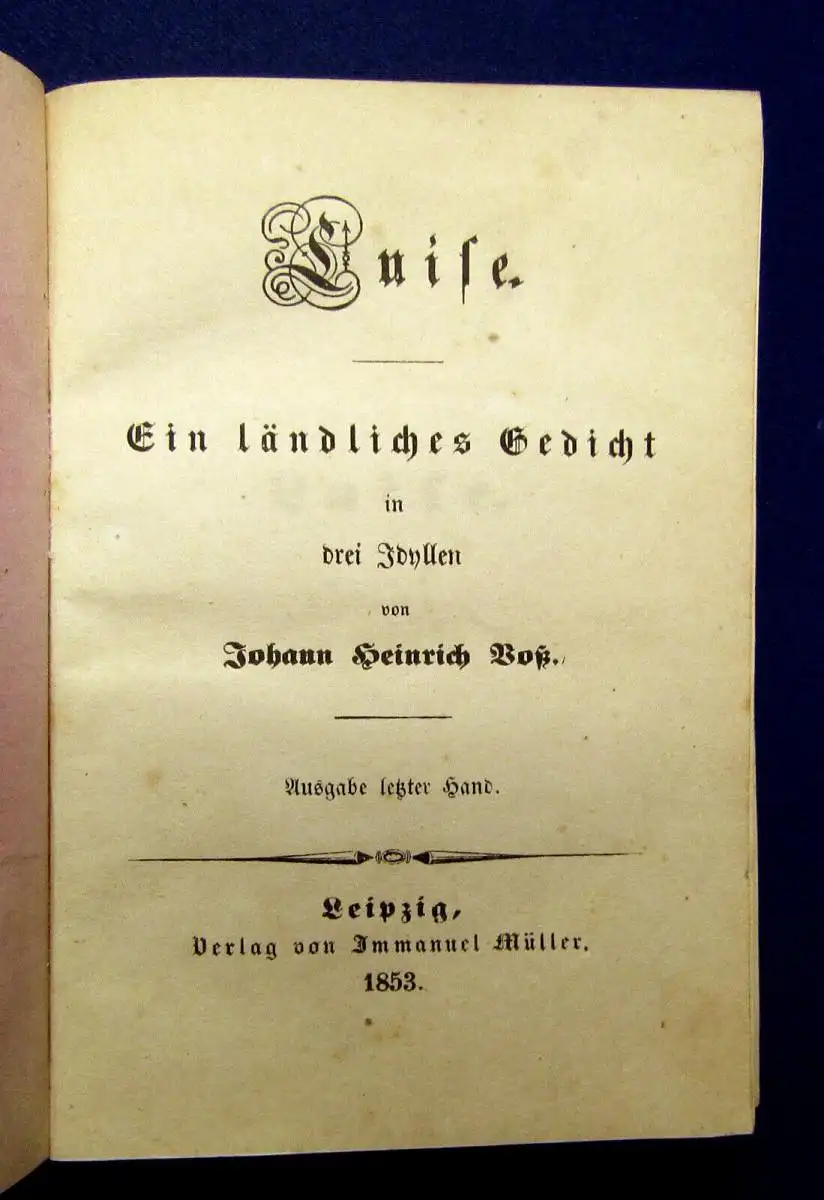 Luiſe.
Ein ländliches Gedicht
in
drei Idyllen
von
Johann Heinrich Voß.
Ausgabe letzter Hand.
Leipzig,
Verlag von Immanuel Müller.
1853.